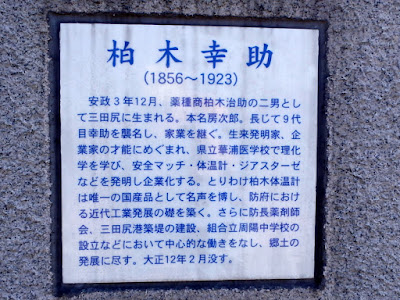 柏木幸助
(1856～1923)
安政3年12月、薬種商柏木治助の二男とし
て三田尻に生まれる。本名房次郎。長じて9代
目幸助を襲名し、家業を継ぐ。生来発明家、企
業家の才能にめぐまれ、県立華浦医学校で理化
学を学び、安全マッチ・体温計・ジアスターゼ
などを発明し企業化する。とりわけ柏木体温計
は唯一の国産品として名声を博し、防府におけ
る近代工業発展の礎を築く。さらに防長薬剤師
会、三田尻港築堤の建設、組合立周陽中学校の
設立などにおいて中心的な働きをなし、郷土の
発展に尽す。大正12年2月没す。